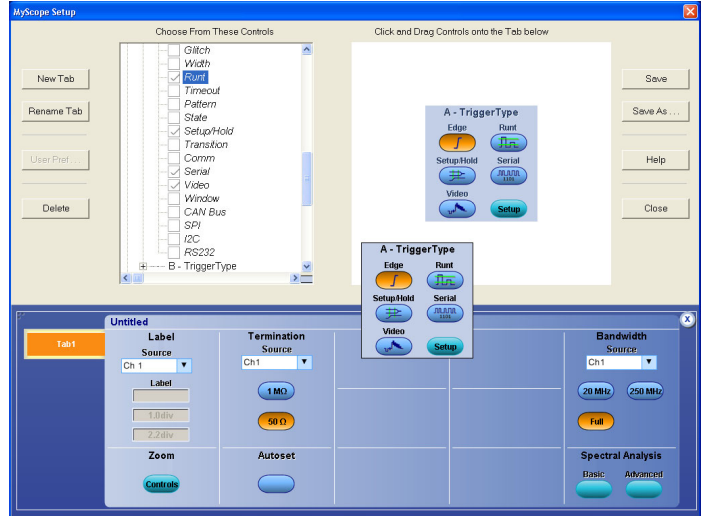 MyScope Setup
Choose From These Controls
Click and Drag Controls onto the Tab below
New Tab
Rename Tab
User Pref. . .
Delete
Glitch
Width
Runt
Timeout
Pattern
State
Setup/Hold
Transition
Comm
Serial
Video
Window
CAN Bus
SPI
I2C
RS232
B - TriggerType
A - TriggerType
Edge
Runt
Setup/Hold
Serial
Video
Setup
Save
Save As . . .
Help
Close
A - TriggerType
Edge
Runt
Setup/Hold
Serial
Video
Setup
Tab1
Untitled
Label
Source
Ch 1
Label
1.0div
2.2div
Zoom
Controls
Termination
Source
Ch1
1 MΩ
50 Ω
Autoset
Bandwidth
Source
Ch1
20 MHz
250 MHz
Full
Spectral Analysis
Basic
Advanced
X